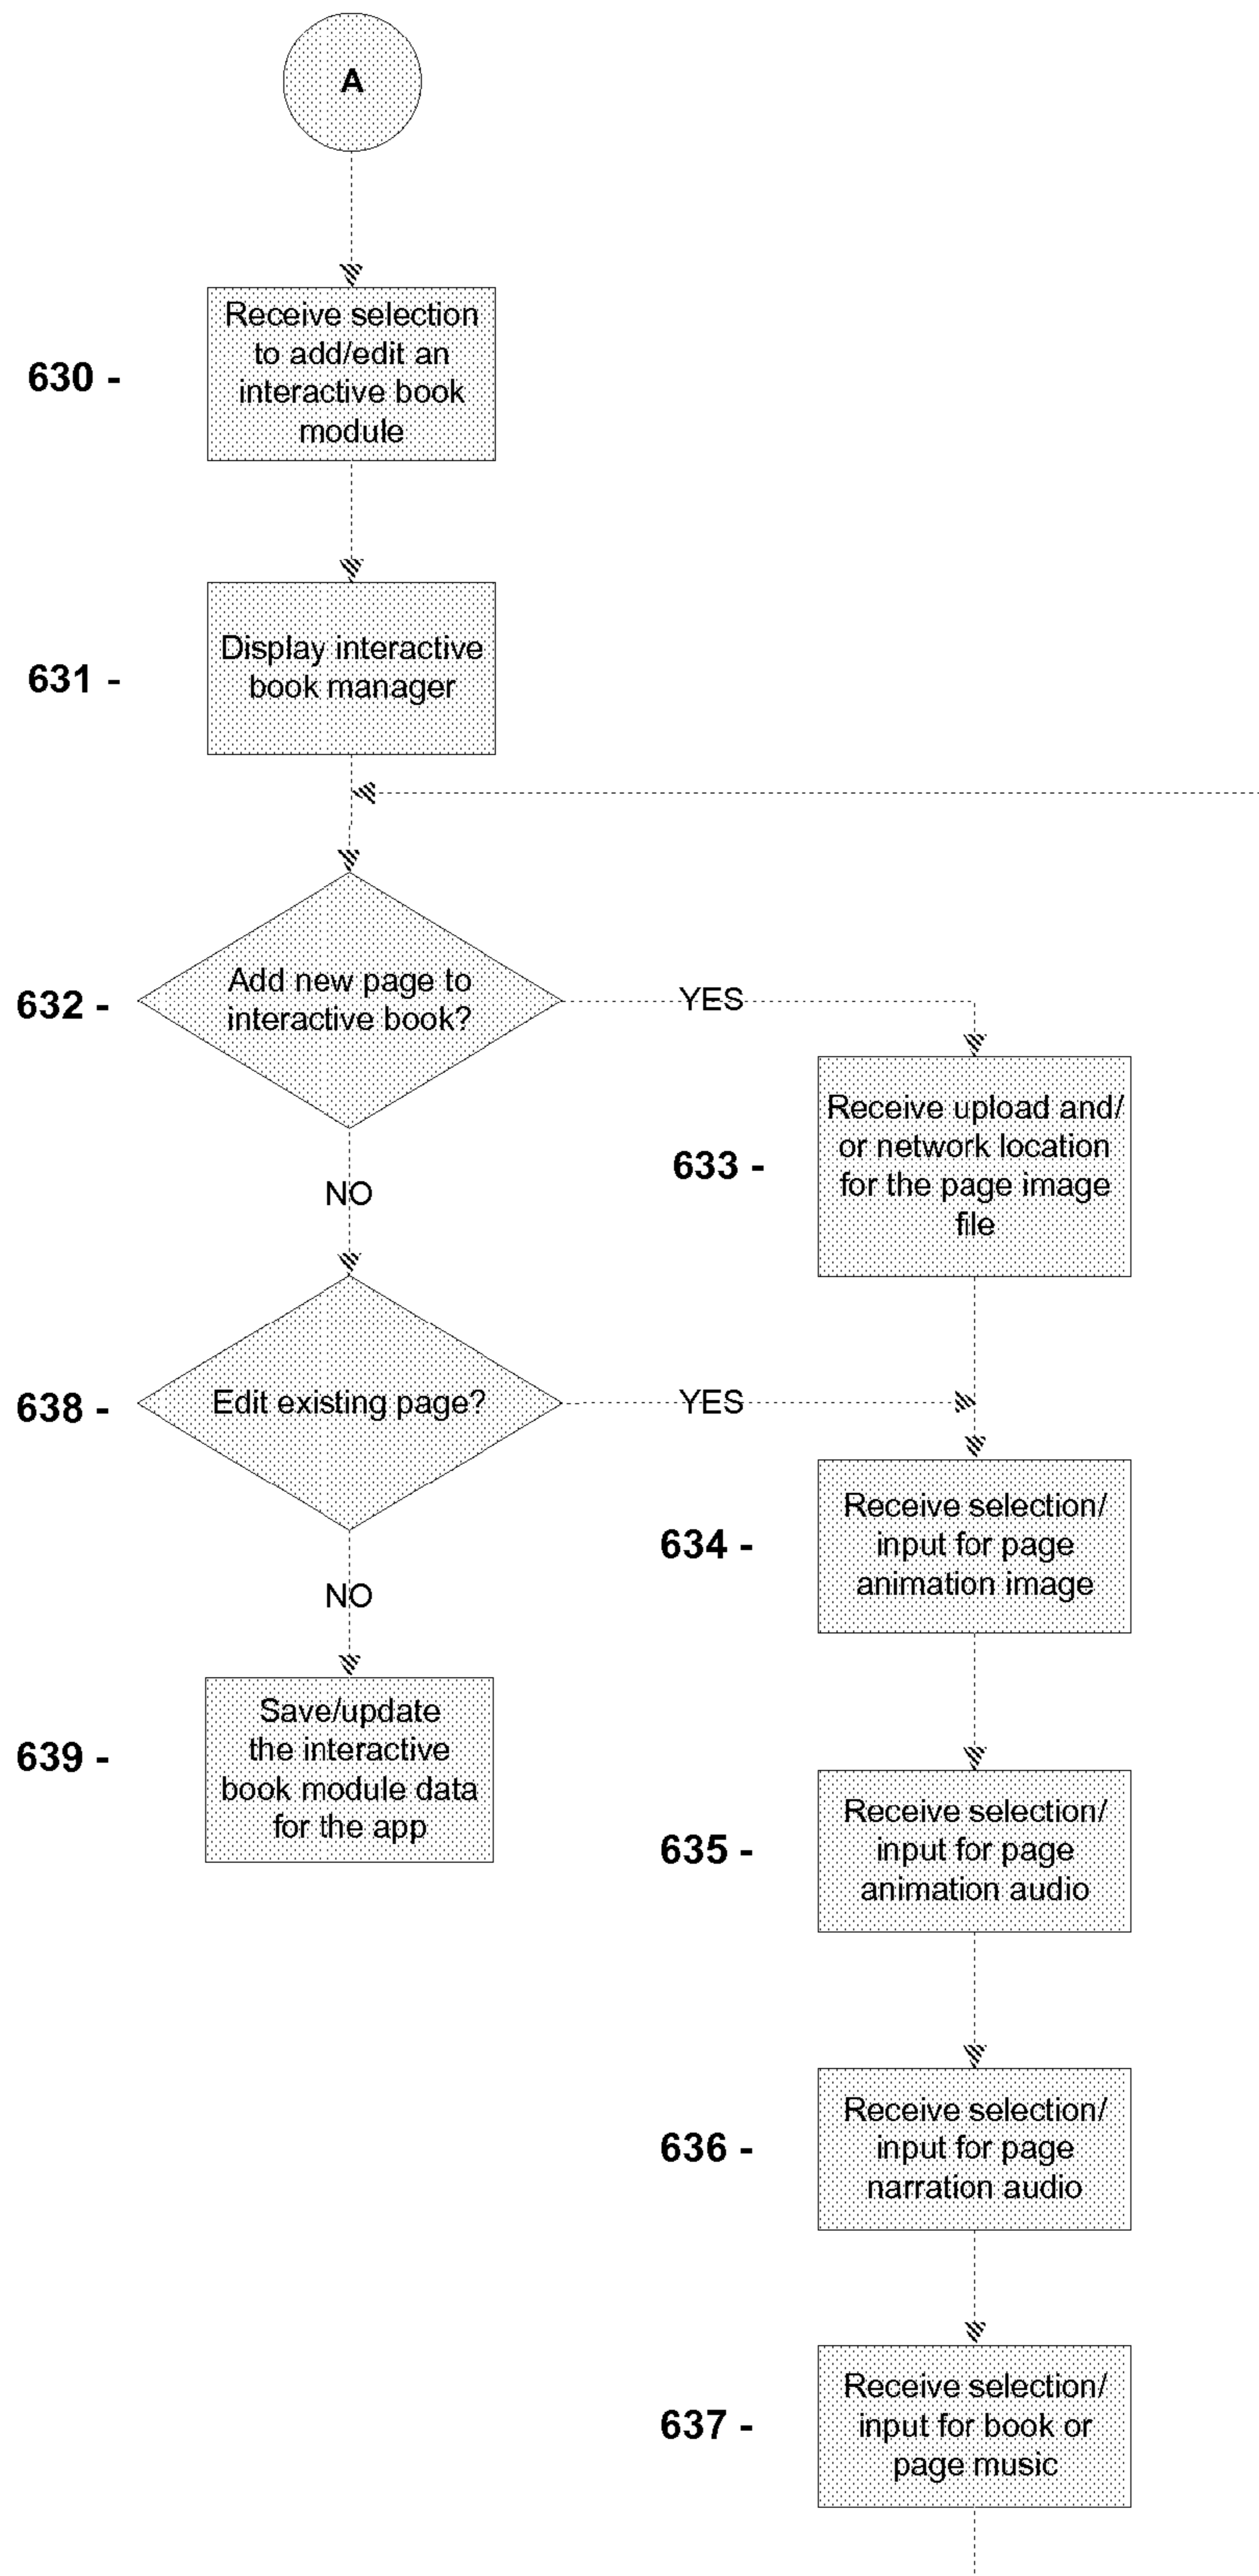 A
630 -
Receive selection
to add/edit an
interactive book
module
631 -
Display interactive
book manager
632 -
Add new page to
interactive book?
YES
NO
633 -
Receive upload and/
or network location
for the page image
file
638 -
Edit existing page?
YES
NO
634 -
Receive selection/
input for page
animation image
639 -
Save/update
the interactive
book module data
for the app
635 -
Receive selection/
input for page
animation audio
636 -
Receive selection/
input for page
narration audio
637 -
Receive selection/
input for book or
page music